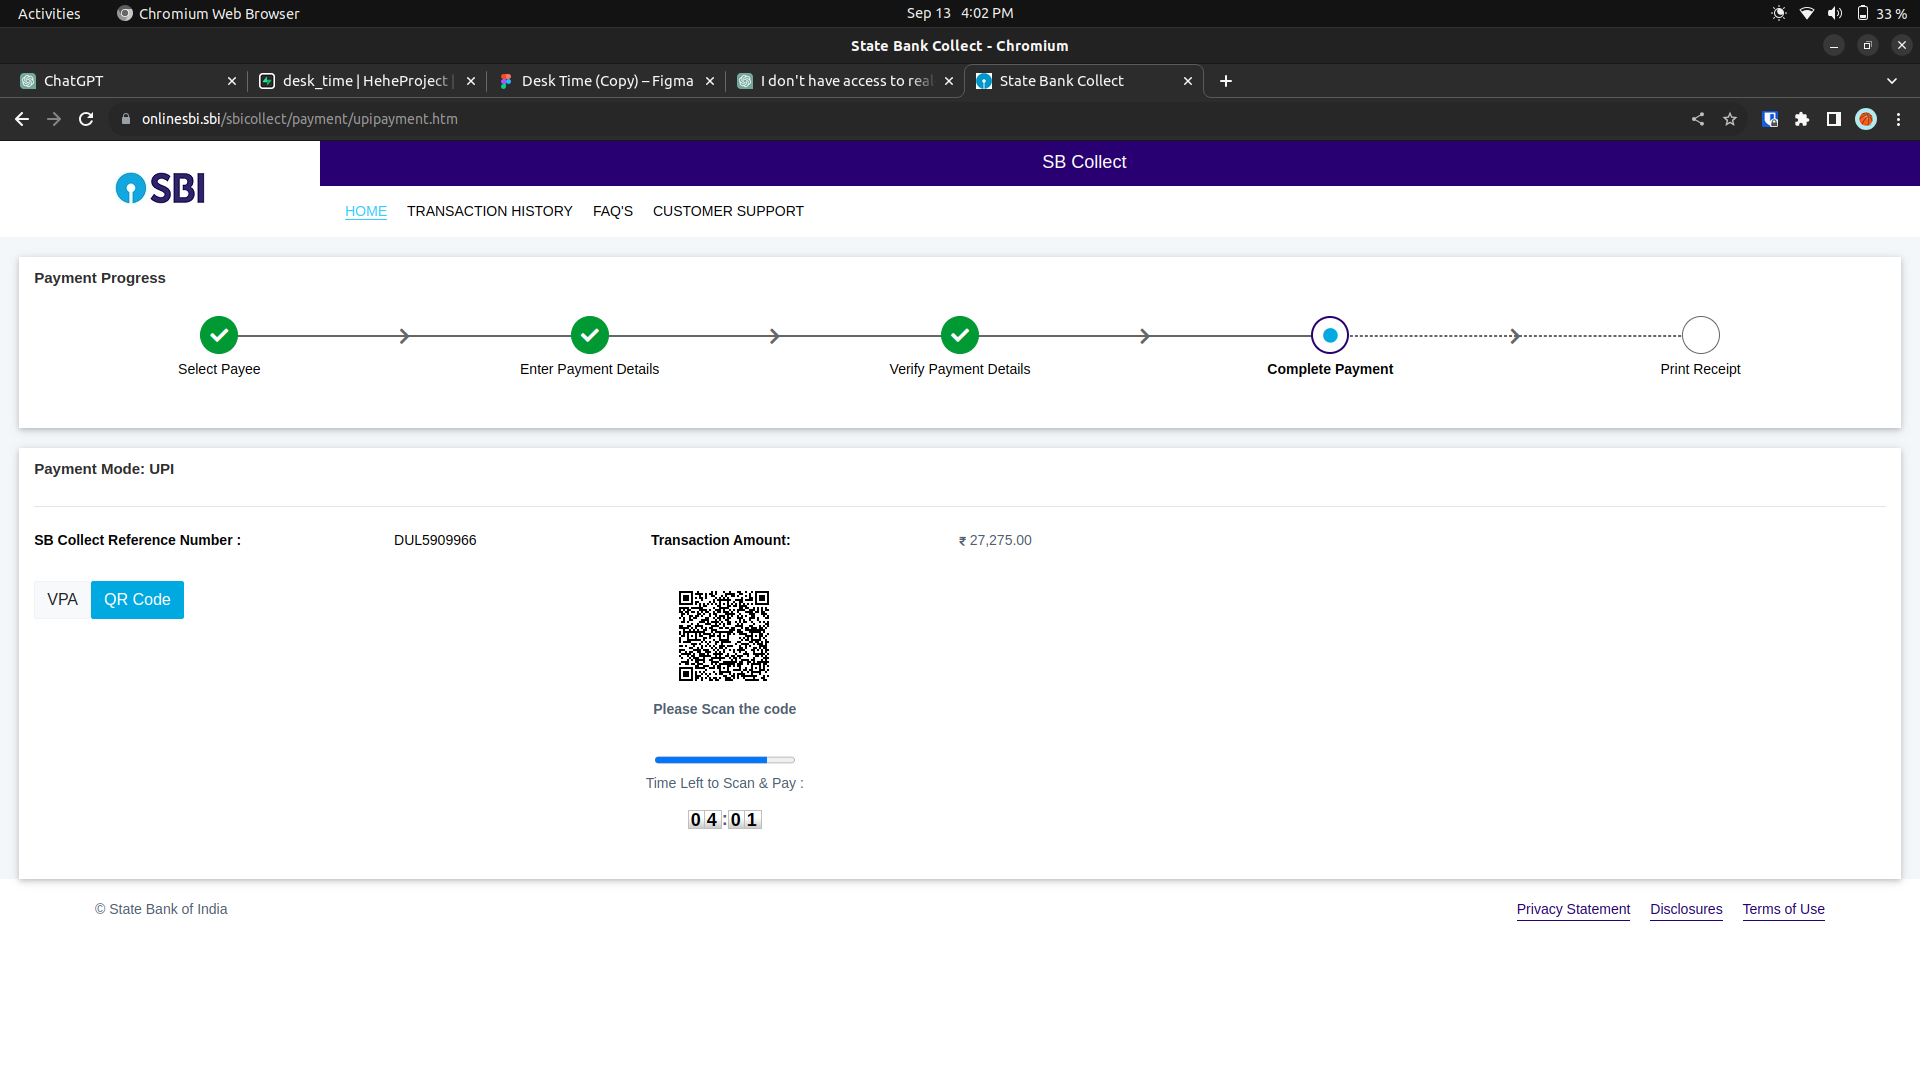 Activities Chromium Web Browser Sep 13 4:02 PM 33 %
State Bank Collect - Chromium
ChatGPT desk_time | HeheProject | Desk Time (Copy) – Figma I don't have access to real State Bank Collect
onlinesbi.sbi/sbicollect/payment/upipayment.htm
SBI
SB Collect
HOME TRANSACTION HISTORY FAQ'S CUSTOMER SUPPORT
Payment Progress
Select Payee Enter Payment Details Verify Payment Details Complete Payment Print Receipt
Payment Mode: UPI
SB Collect Reference Number : DUL5909966 Transaction Amount: ₹ 27,275.00
VPA QR Code
Please Scan the code
Time Left to Scan & Pay :
04:01
© State Bank of India Privacy Statement Disclosures Terms of Use